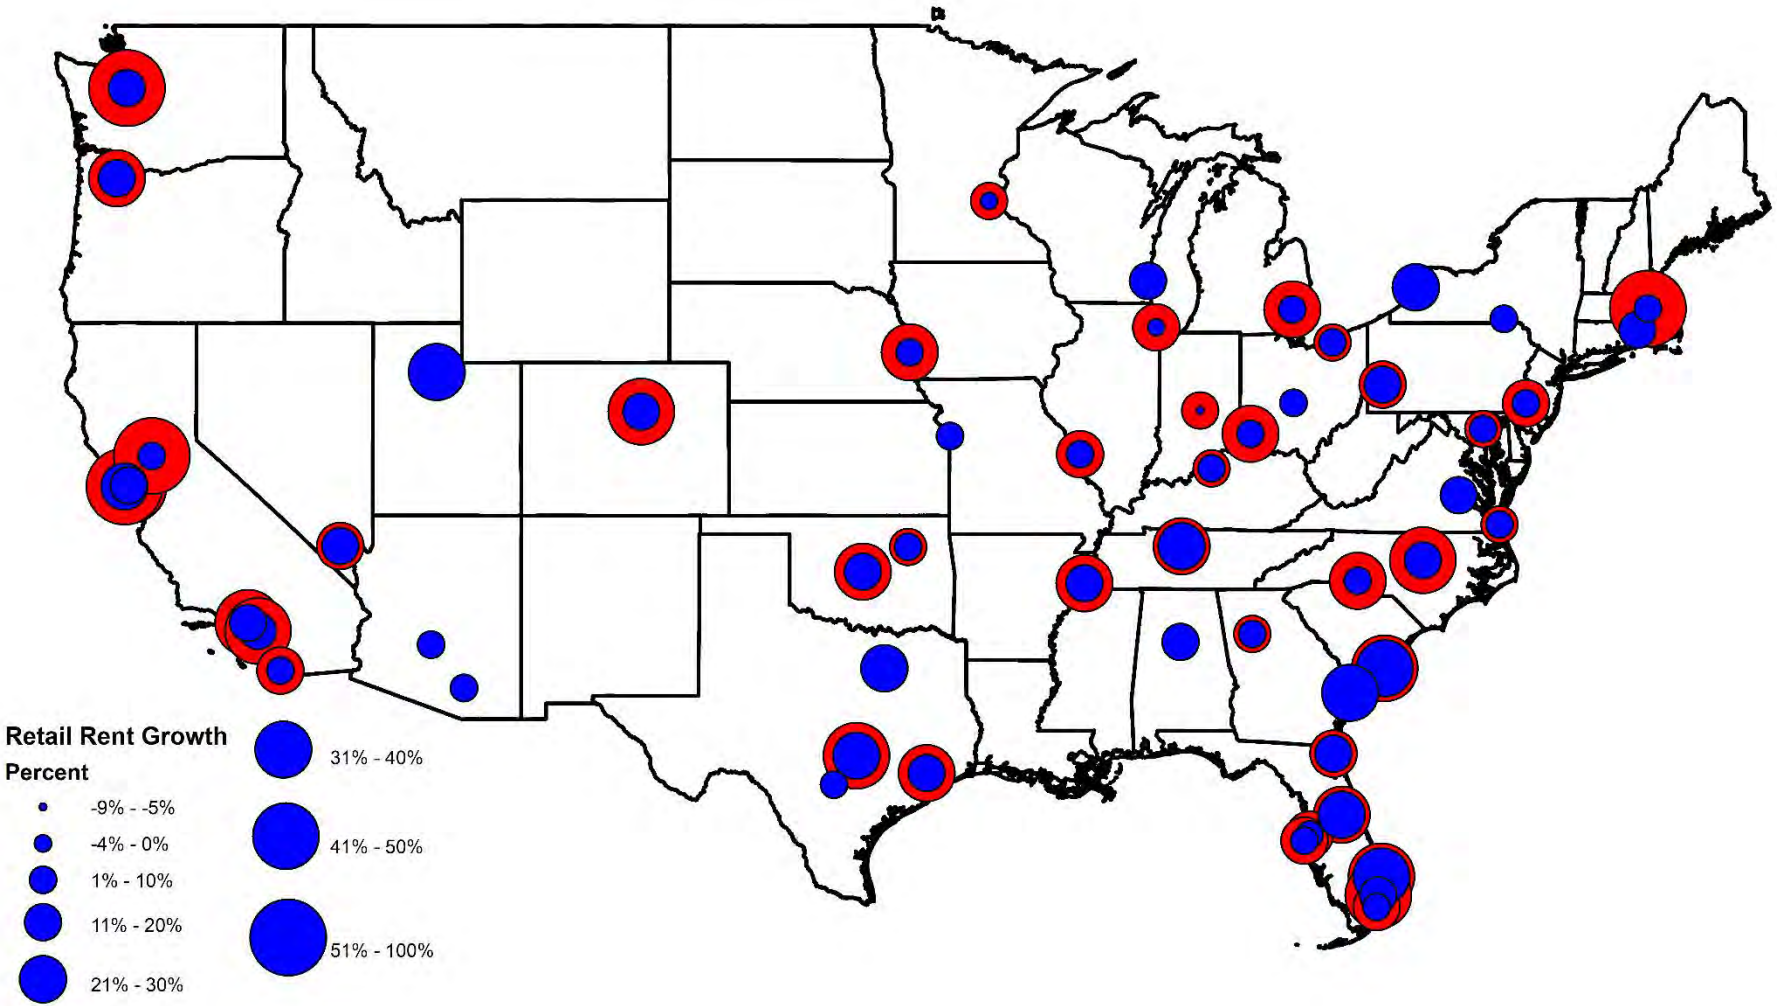 Retail Rent Growth
Percent
-9% - -5%
-4% - 0%
1% - 10%
11% - 20%
21% - 30%
31% - 40%
41% - 50%
51% - 100%